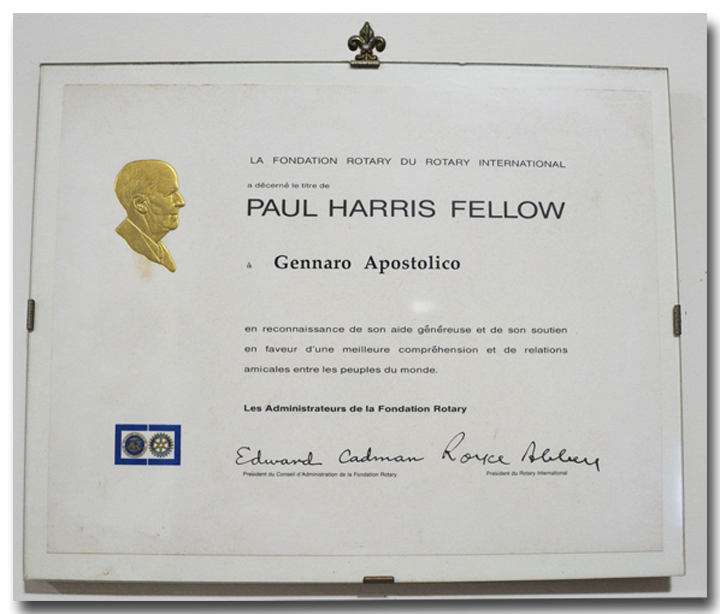 LA FONDATION ROTARY DU ROTARY INTERNATIONAL
a décerné le titre de
PAUL HARRIS FELLOW
à Gennaro Apostolico
en reconnaissance de son aide généreuse et de son soutien
en faveur d'une meilleure compréhension et de relations
amicales entre les peuples du monde.
Les Administrateurs de la Fondation Rotary
Edward Cadman Royce Abbey
Président du Conseil d'Administration de la Fondation Rotary Président du Rotary International